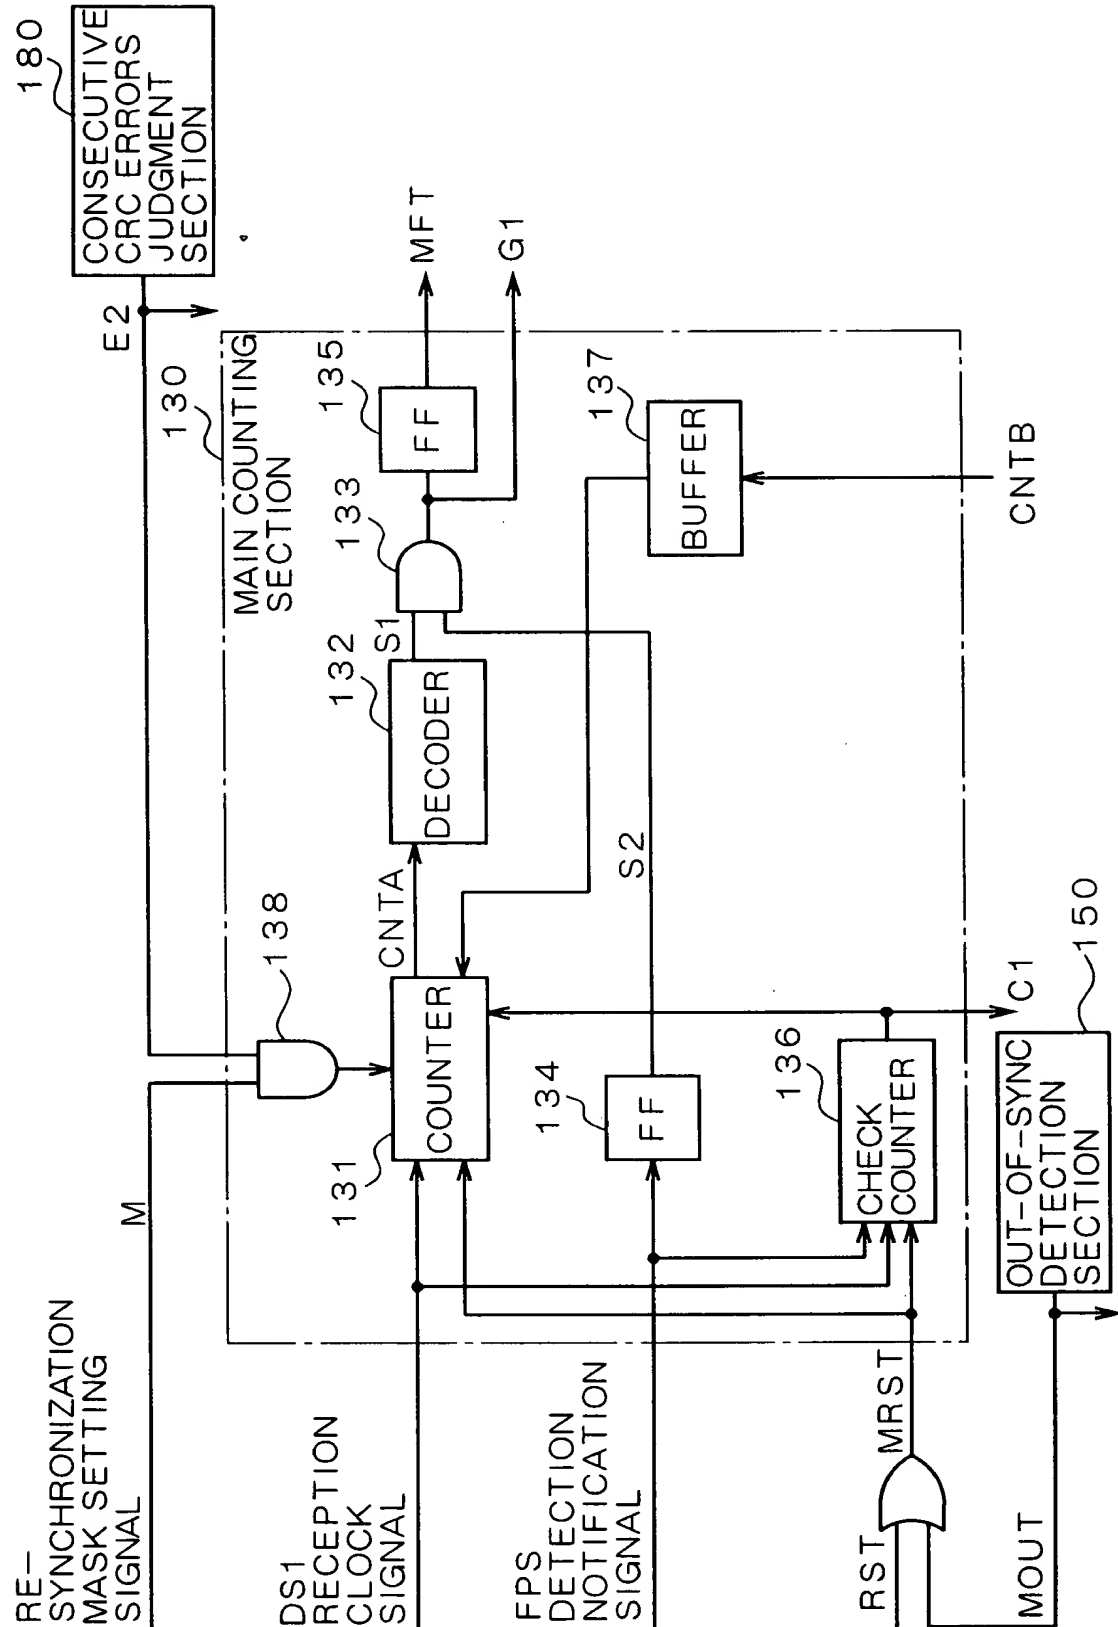 180
CONSECUTIVE
CRC ERRORS
JUDGMENT
SECTION
E2
130
MAIN COUNTING
SECTION
MFT
G1
135
FF
133
137
BUFFER
CNTB
S1
132
DECODER
S2
CNTA
138
131
COUNTER
134
FF
136
CHECK
COUNTER
C1
150
OUT-OF-SYNC
DETECTION
SECTION
M
RE-
SYNCHRONIZATION
MASK SETTING
SIGNAL
DS1
RECEPTION
CLOCK
SIGNAL
FPS
DETECTION
NOTIFICATION
SIGNAL
MRST
RST
MOUT